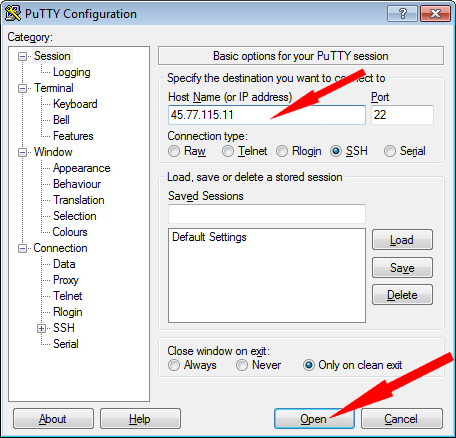 PuTTY Configuration
Category:
Session
Logging
Terminal
Keyboard
Bell
Features
Window
Appearance
Behaviour
Translation
Selection
Colours
Connection
Data
Proxy
Telnet
Rlogin
SSH
Serial
Basic options for your PuTTY session
Specify the destination you want to connect to
Host Name (or IP address) Port
45.77.115.11 22
Connection type:
Raw Telnet Rlogin SSH Serial
Load, save or delete a stored session
Saved Sessions
Default Settings
Load
Save
Delete
Close window on exit:
Always Never Only on clean exit
About Help Open Cancel